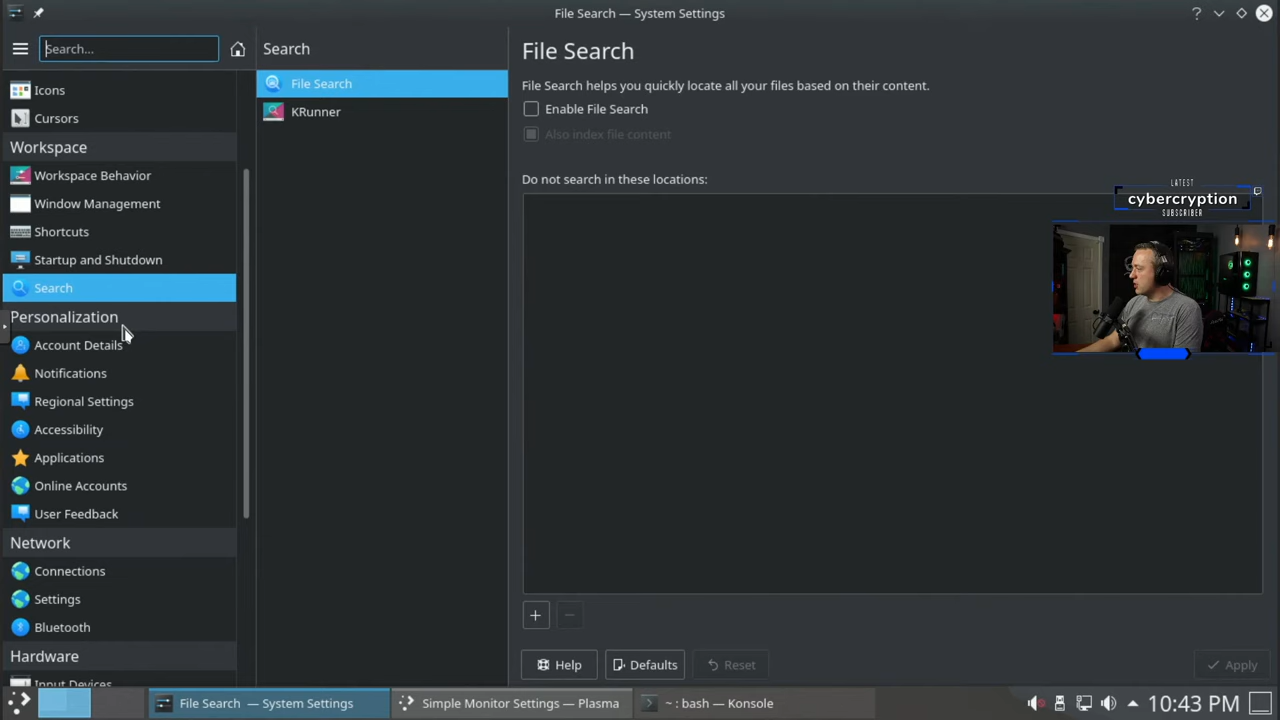 File Search — System Settings
Search...
Icons
Cursors
Workspace
Workspace Behavior
Window Management
Shortcuts
Startup and Shutdown
Search
Personalization
Account Details
Notifications
Regional Settings
Accessibility
Applications
Online Accounts
User Feedback
Network
Connections
Settings
Bluetooth
Hardware
Input Devices
Search
File Search
KRunner
File Search
File Search helps you quickly locate all your files based on their content.
Enable File Search
Also index file content
Do not search in these locations:
LATEST
cybercryption
SUBSCRIBER
Help
Defaults
Reset
Apply
File Search — System Settings
Simple Monitor Settings — Plasma
~ : bash — Konsole
10:43 PM